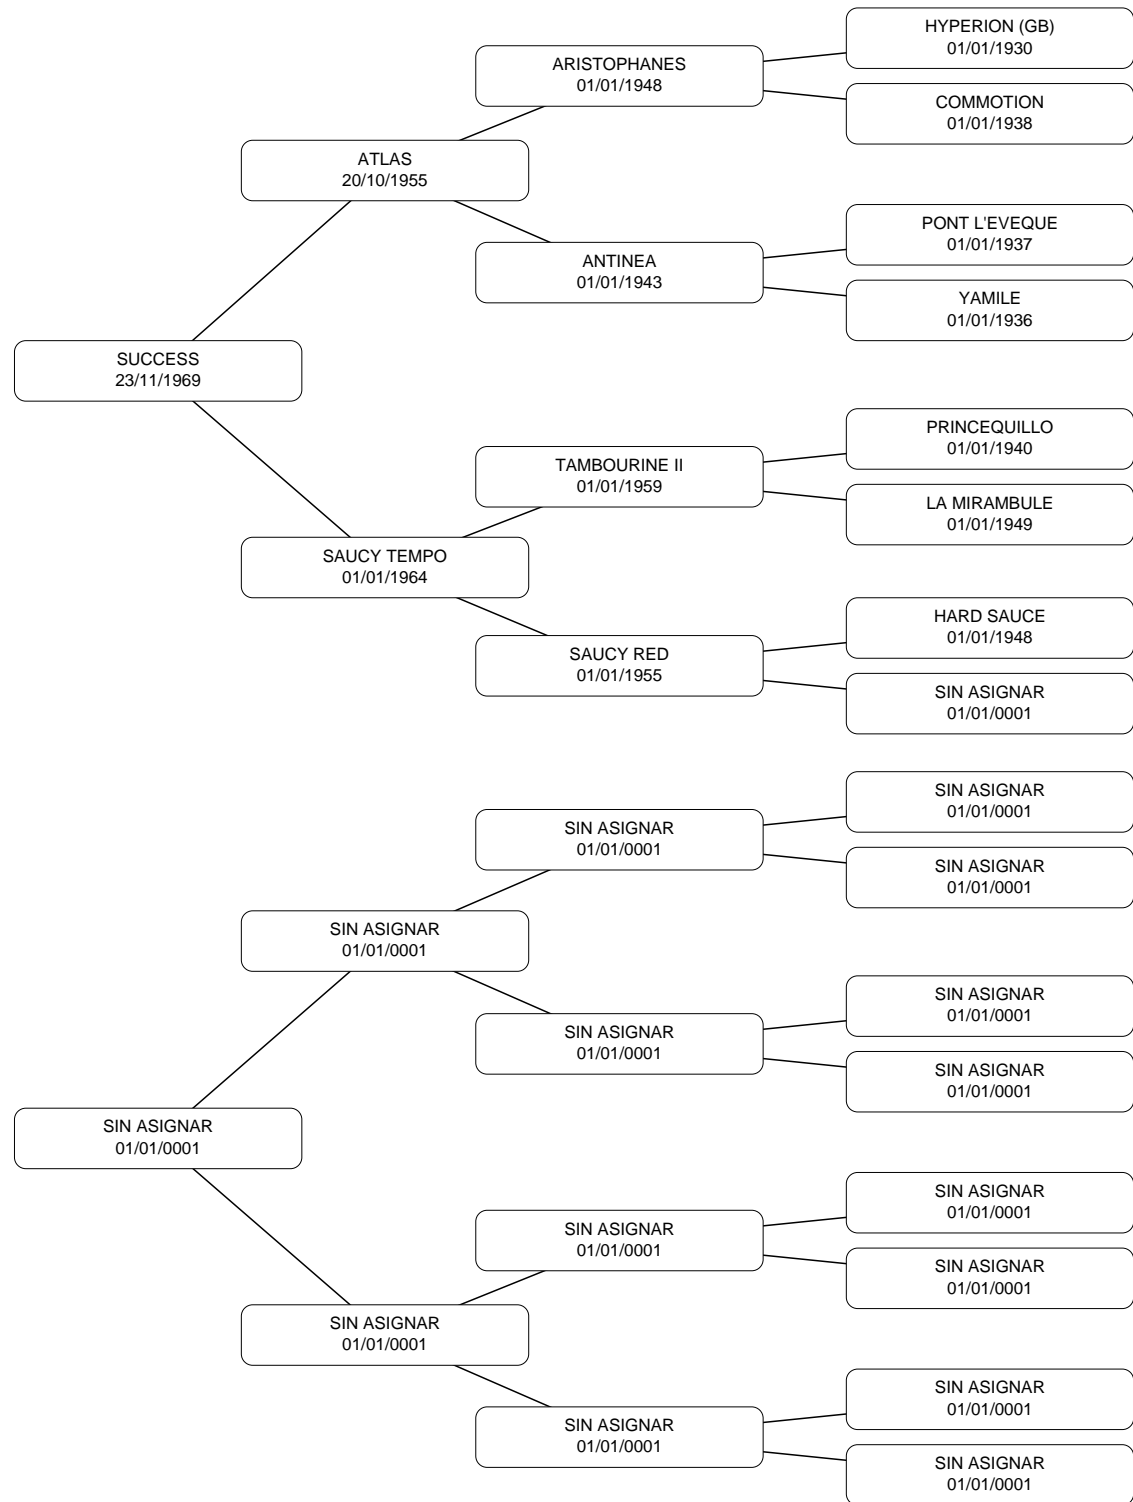 HYPERION (GB)
01/01/1930
ARISTOPHANES
01/01/1948
COMMOTION
01/01/1938
ATLAS
20/10/1955
PONT L'EVEQUE
01/01/1937
ANTINEA
01/01/1943
YAMILE
01/01/1936
SUCCESS
23/11/1969
PRINCEQUILLO
01/01/1940
TAMBOURINE II
01/01/1959
LA MIRAMBULE
01/01/1949
SAUCY TEMPO
01/01/1964
HARD SAUCE
01/01/1948
SAUCY RED
01/01/1955
SIN ASIGNAR
01/01/0001
SIN ASIGNAR
01/01/0001
SIN ASIGNAR
01/01/0001
SIN ASIGNAR
01/01/0001
SIN ASIGNAR
01/01/0001
SIN ASIGNAR
01/01/0001
SIN ASIGNAR
01/01/0001
SIN ASIGNAR
01/01/0001
SIN ASIGNAR
01/01/0001
SIN ASIGNAR
01/01/0001
SIN ASIGNAR
01/01/0001
SIN ASIGNAR
01/01/0001
SIN ASIGNAR
01/01/0001
SIN ASIGNAR
01/01/0001
SIN ASIGNAR
01/01/0001
SIN ASIGNAR
01/01/0001